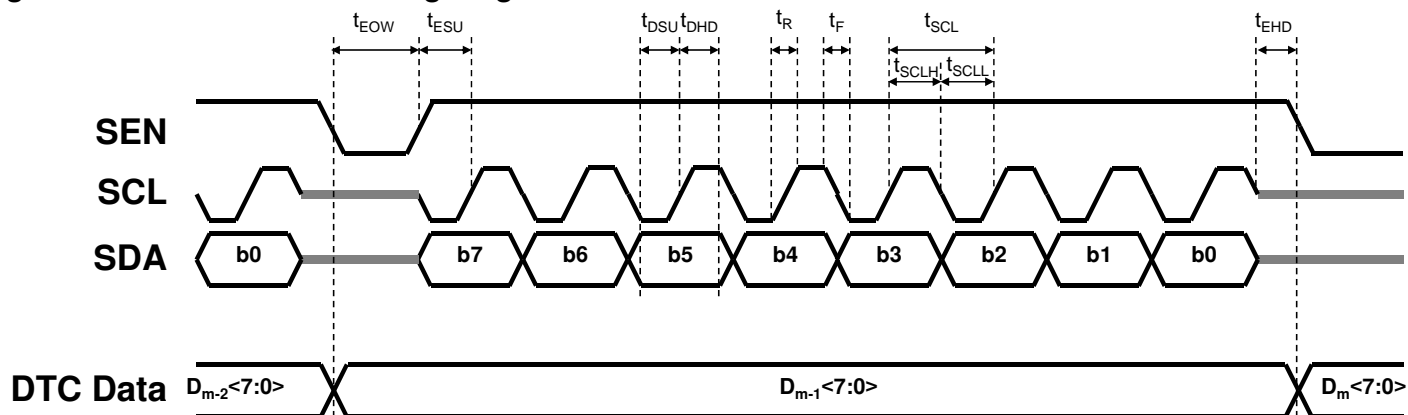 tEOW tESU tDSU tDHD tR tF tSCL tEHD
tSCLH tSCLL
SEN
SCL
SDA b0 b7 b6 b5 b4 b3 b2 b1 b0
DTC Data Dm-2<7:0> Dm-1<7:0> Dm<7:0>